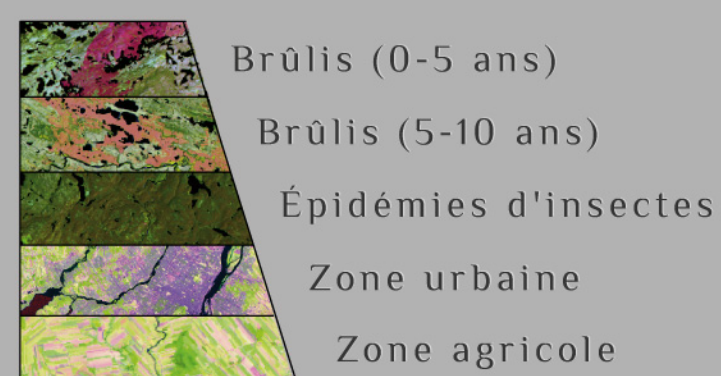 Brûlis (0-5 ans)
Brûlis (5-10 ans)
Épidémies d'insectes
Zone urbaine
Zone agricole